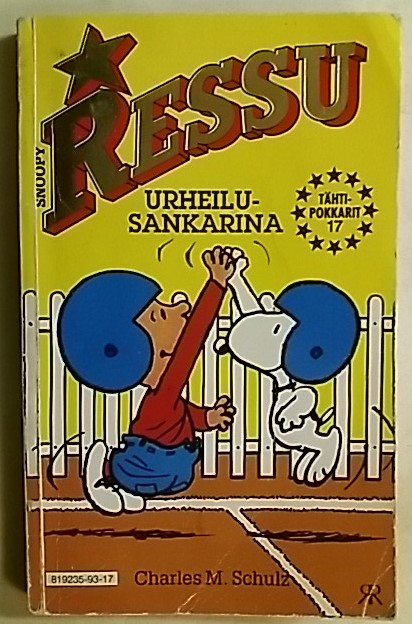 RESSU
SNOOPY
URHEILU-
SANKARINA
TÄHTI-
POKKARIT
17
819235-93-17
Charles M. Schulz